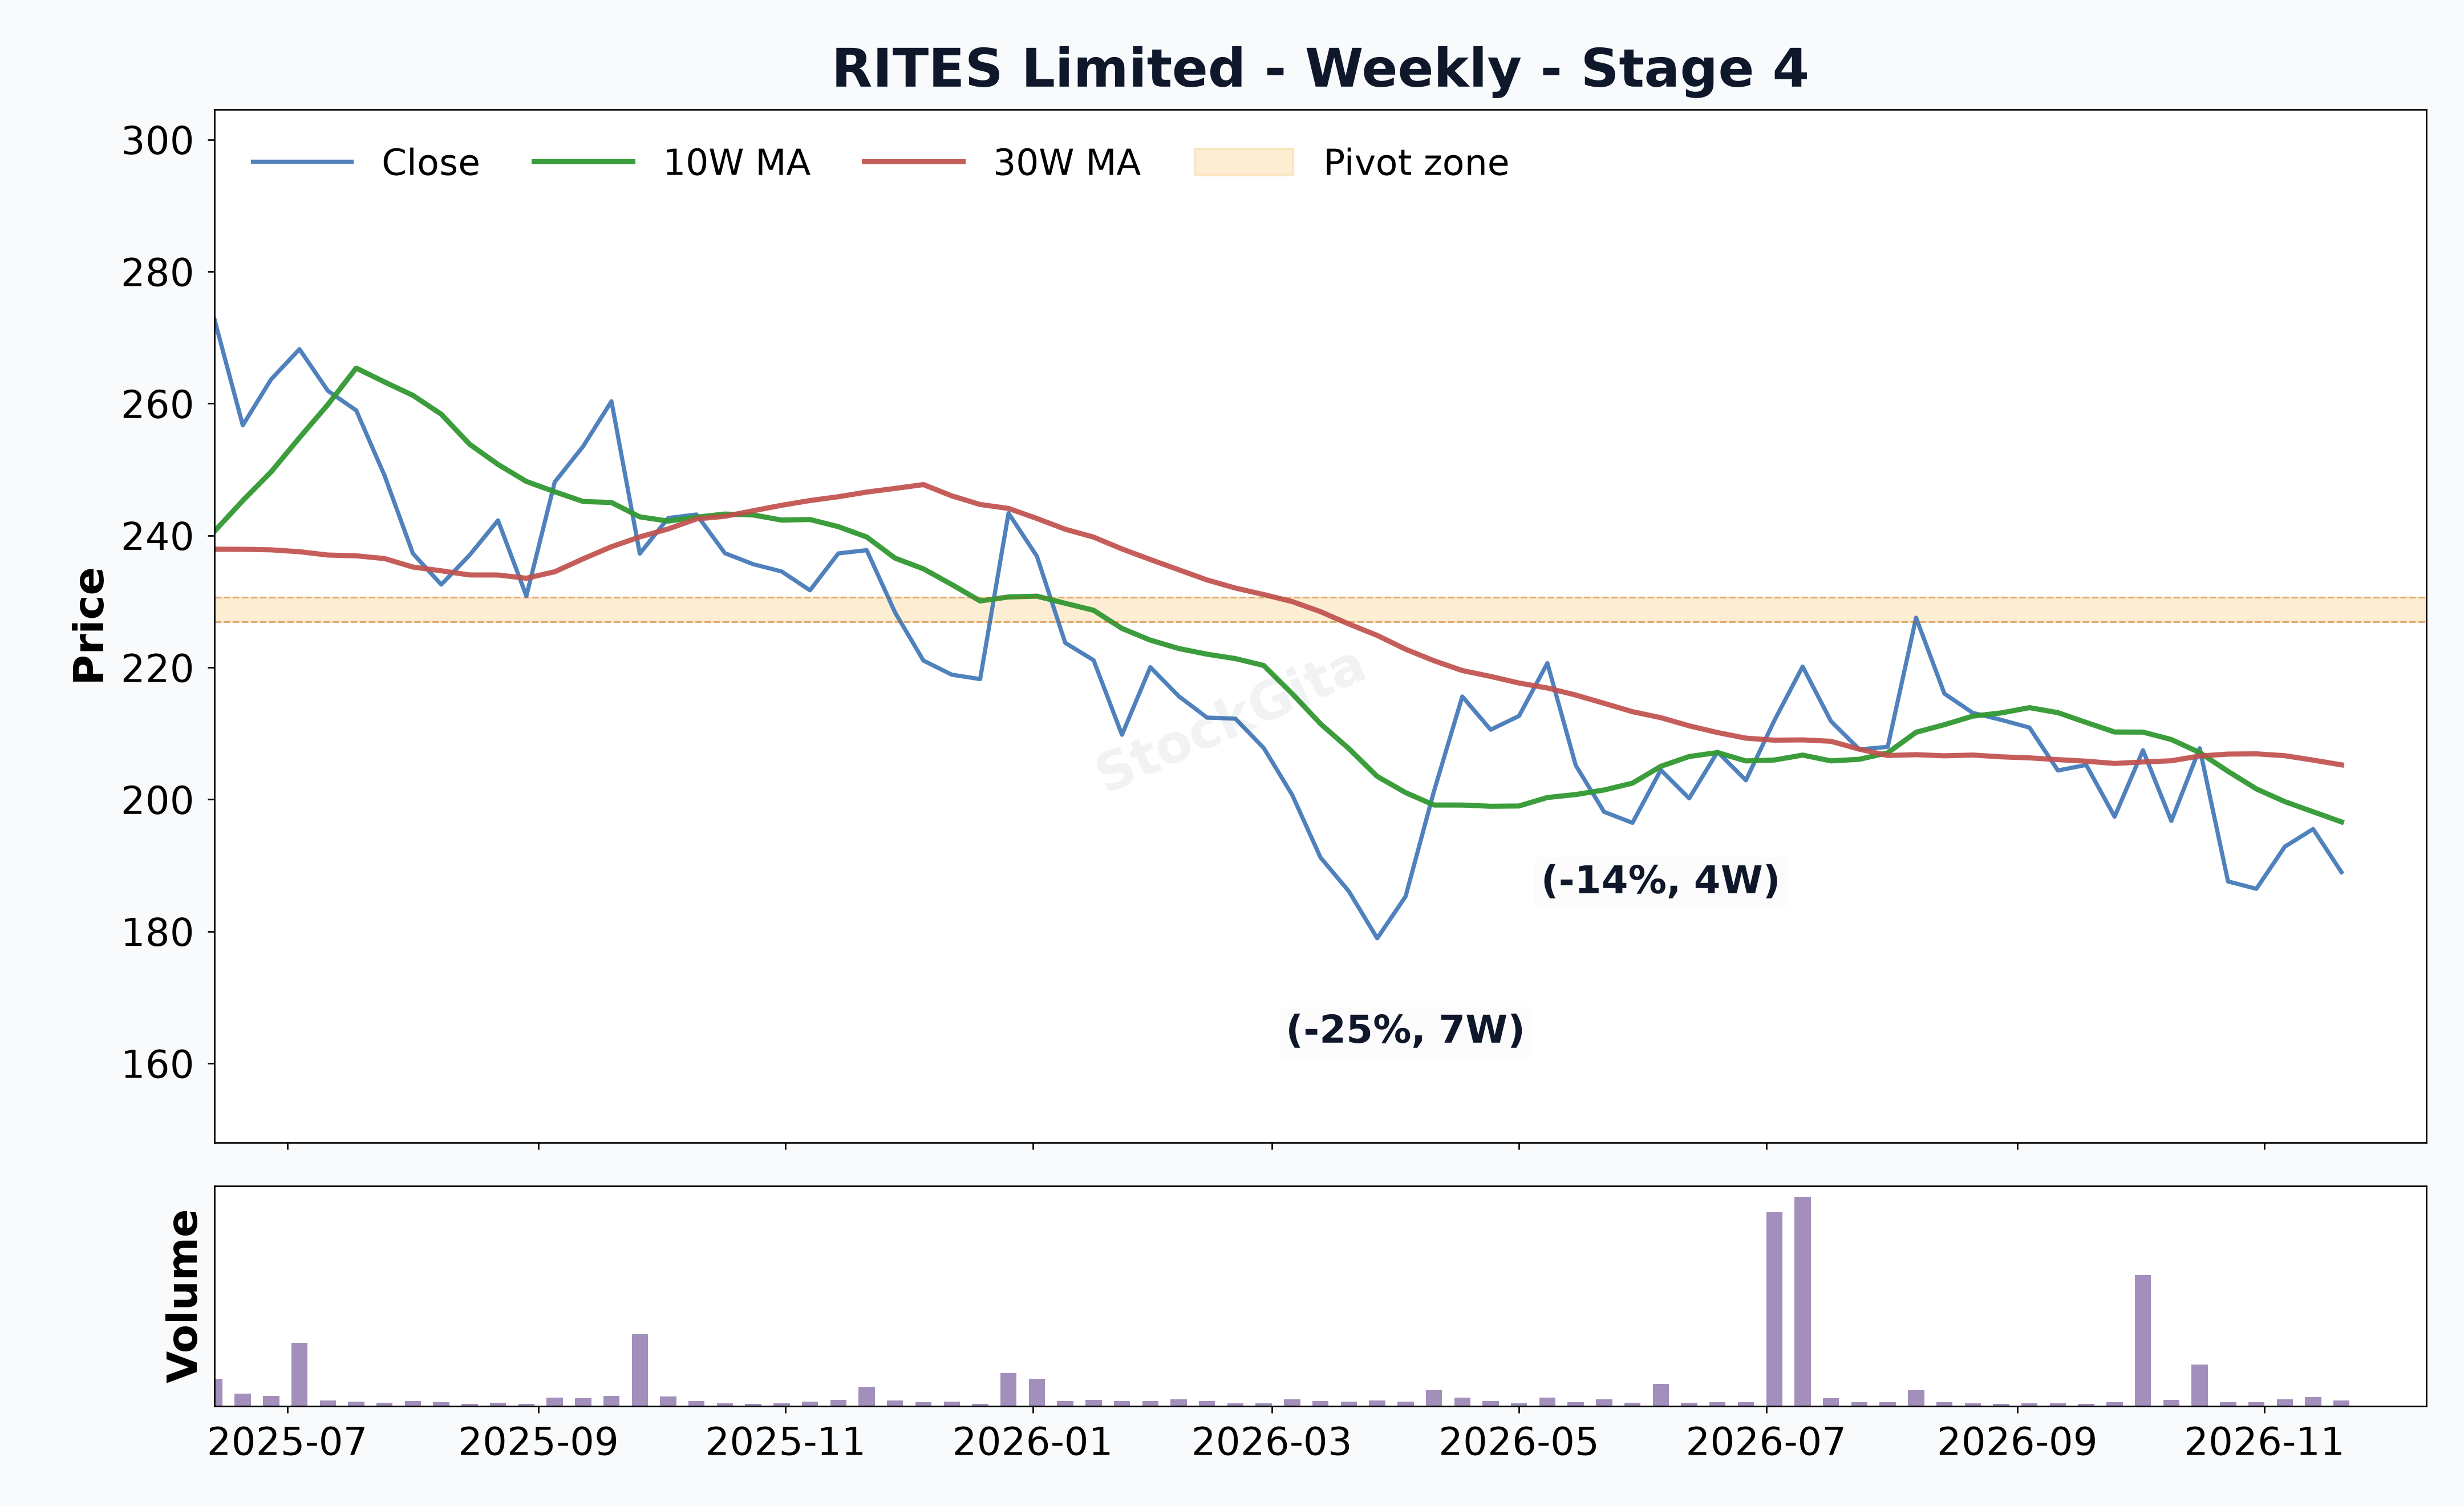 RITES Limited - Weekly - Stage 4
Close 10W MA 30W MA Pivot zone
Price
300
280
260
240
220
200
180
160
StockGita
(-14%, 4W)
(-25%, 7W)
Volume
2025-07 2025-09 2025-11 2026-01 2026-03 2026-05 2026-07 2026-09 2026-11